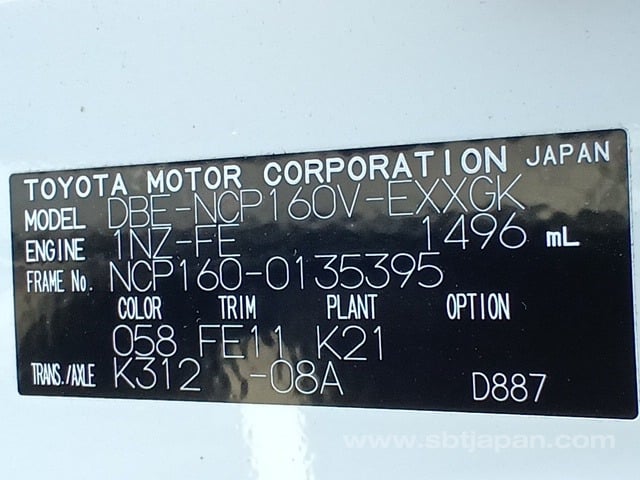 TOYOTA MOTOR CORPORATION JAPAN
MODEL DBE-NCP160V-EXXGK
ENGINE 1NZ-FE 1496 mL
FRAME No. NCP160-0135395
COLOR TRIM PLANT OPTION
058 FE11 K21
TRANS./AXLE K312 -08A D887
www.sbtjapan.com